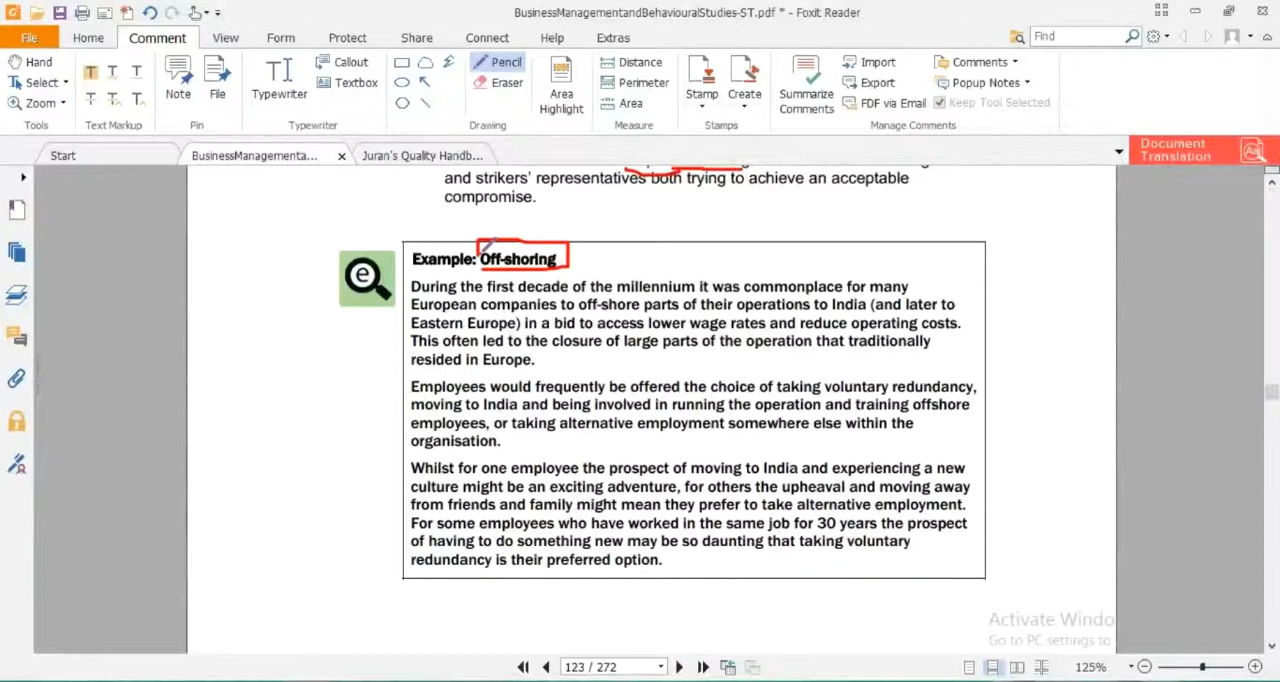 BusinessManagementandBehaviouralStudies-ST.pdf * - Foxit Reader
File Home Comment View Form Protect Share Connect Help Extras Find
Hand
Select
Zoom
Tools
Text Markup
Note
File
Pin
Typewriter
Callout
Textbox
Typewriter
Pencil
Eraser
Drawing
Area
Highlight
Distance
Perimeter
Area
Measure
Stamp
Create
Stamps
Summarize
Comments
Import
Export
FDF via Email
Comments
Popup Notes
Keep Tool Selected
Manage Comments
Start
BusinessManagementa...
Juran's Quality Handb...
Document
Translation
and strikers' representatives both trying to achieve an acceptable
compromise.
e
Example: Off-shoring
During the first decade of the millennium it was commonplace for many
European companies to off-shore parts of their operations to India (and later to
Eastern Europe) in a bid to access lower wage rates and reduce operating costs.
This often led to the closure of large parts of the operation that traditionally
resided in Europe.
Employees would frequently be offered the choice of taking voluntary redundancy,
moving to India and being involved in running the operation and training offshore
employees, or taking alternative employment somewhere else within the
organisation.
Whilst for one employee the prospect of moving to India and experiencing a new
culture might be an exciting adventure, for others the upheaval and moving away
from friends and family might mean they prefer to take alternative employment.
For some employees who have worked in the same job for 30 years the prospect
of having to do something new may be so daunting that taking voluntary
redundancy is their preferred option.
Activate Windo
Go to PC settings to
123 / 272
125%